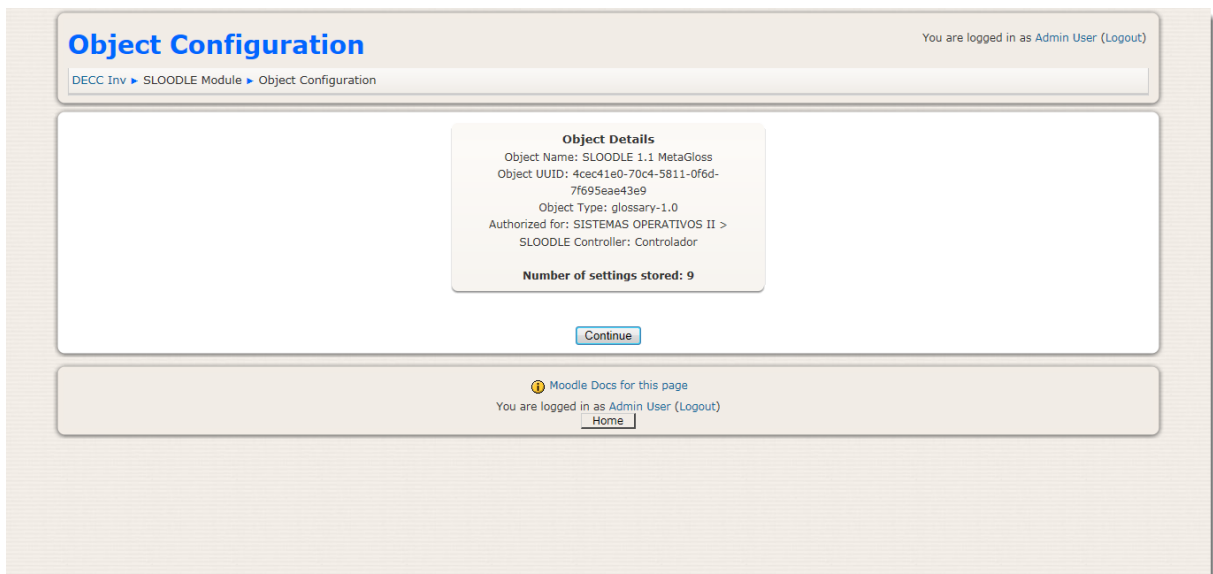 Object Configuration
You are logged in as Admin User (Logout)
DECC Inv ► SLOODLE Module ► Object Configuration
Object Details
Object Name: SLOODLE 1.1 MetaGloss
Object UUID: 4cec41e0-70c4-5811-0f6d-
7f695eae43e9
Object Type: glossary-1.0
Authorized for: SISTEMAS OPERATIVOS II >
SLOODLE Controller: Controlador
Number of settings stored: 9
Continue
Moodle Docs for this page
You are logged in as Admin User (Logout)
Home